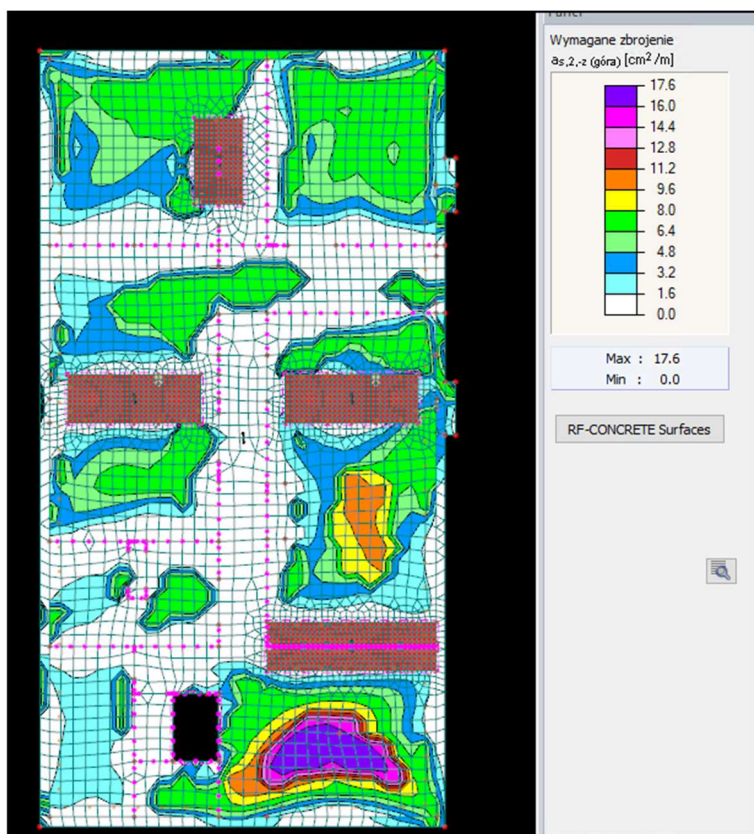 Panel
Wymagane zbrojenie
as,2,-z (góra) [cm²/m]
17.6
16.0
14.4
12.8
11.2
9.6
8.0
6.4
4.8
3.2
1.6
0.0
Max : 17.6
Min : 0.0
RF-CONCRETE Surfaces
1